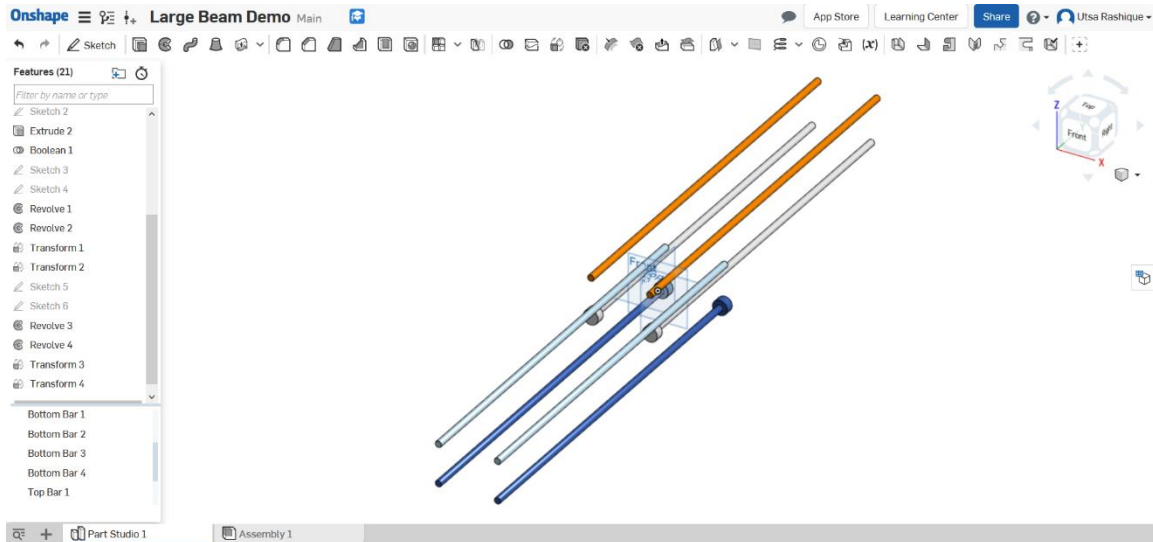 Onshape Large Beam Demo Main App Store Learning Center Share Utsa Rashique
Sketch (x)
Features (21)
Filter by name or type
Sketch 2
Extrude 2
Boolean 1
Sketch 3
Sketch 4
Revolve 1
Revolve 2
Transform 1
Transform 2
Sketch 5
Sketch 6
Revolve 3
Revolve 4
Transform 3
Transform 4
Bottom Bar 1
Bottom Bar 2
Bottom Bar 3
Bottom Bar 4
Top Bar 1
Front
Z
Top
Front
Right
X
Part Studio 1 Assembly 1